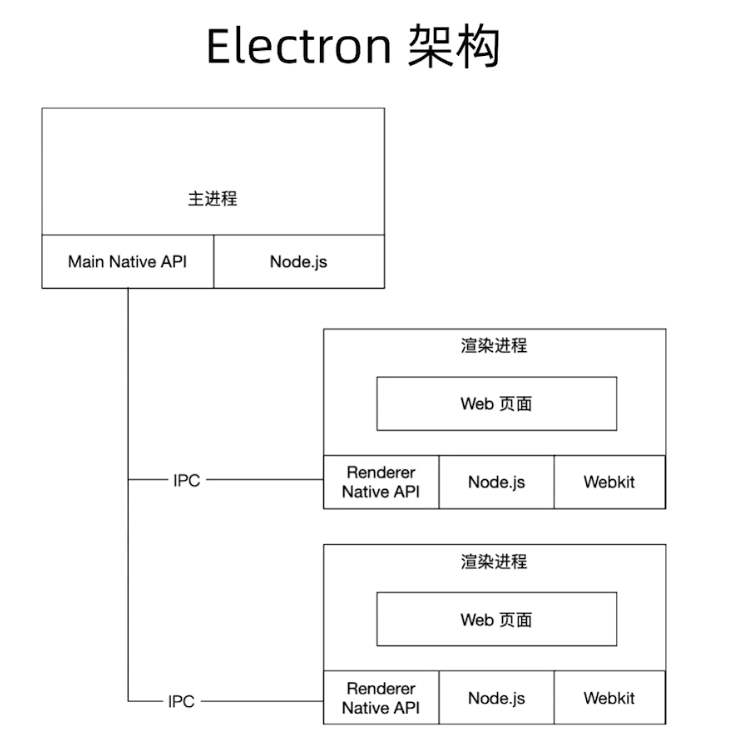 Electron 架构
主进程
Main Native API
Node.js
渲染进程
Web 页面
IPC
Renderer
Native API
Node.js
Webkit
渲染进程
Web 页面
IPC
Renderer
Native API
Node.js
Webkit